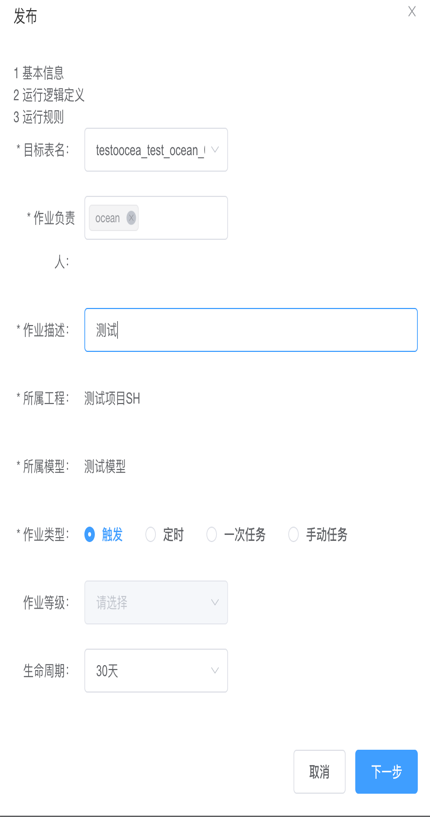 发布
1 基本信息
2 运行逻辑定义
3 运行规则
* 目标表名： testoocea_test_ocean_
* 作业负责人： ocean
* 作业描述： 测试
* 所属工程： 测试项目SH
* 所属模型： 测试模型
* 作业类型： 触发 定时 一次任务 手动任务
作业等级： 请选择
生命周期： 30天
取消 下一步